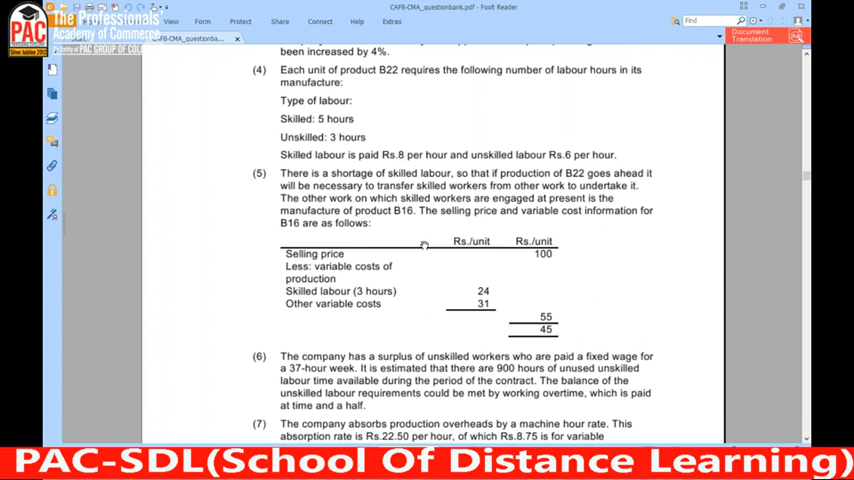 CAFB-CMA_questionbank.pdf - Foxit Reader
View Form Protect Share Connect Help Extras
PAC
Silver Jubilee
The Professionals
Academy of Commerce
CAFB-CMA_questionban...
Find
Document
Translation
been increased by 4%.
(4) Each unit of product B22 requires the following number of labour hours in its
manufacture:
Type of labour:
Skilled: 5 hours
Unskilled: 3 hours
Skilled labour is paid Rs.8 per hour and unskilled labour Rs.6 per hour.
(5) There is a shortage of skilled labour, so that if production of B22 goes ahead it
will be necessary to transfer skilled workers from other work to undertake it.
The other work on which skilled workers are engaged at present is the
manufacture of product B16. The selling price and variable cost information for
B16 are as follows:
Rs./unit Rs./unit
Selling price 100
Less: variable costs of
production
Skilled labour (3 hours) 24
Other variable costs 31
55
45
(6) The company has a surplus of unskilled workers who are paid a fixed wage for
a 37-hour week. It is estimated that there are 900 hours of unused unskilled
labour time available during the period of the contract. The balance of the
unskilled labour requirements could be met by working overtime, which is paid
at time and a half.
(7) The company absorbs production overheads by a machine hour rate. This
absorption rate is Rs.22.50 per hour, of which Rs.8.75 is for variable
PAC-SDL(School Of Distance Learning)